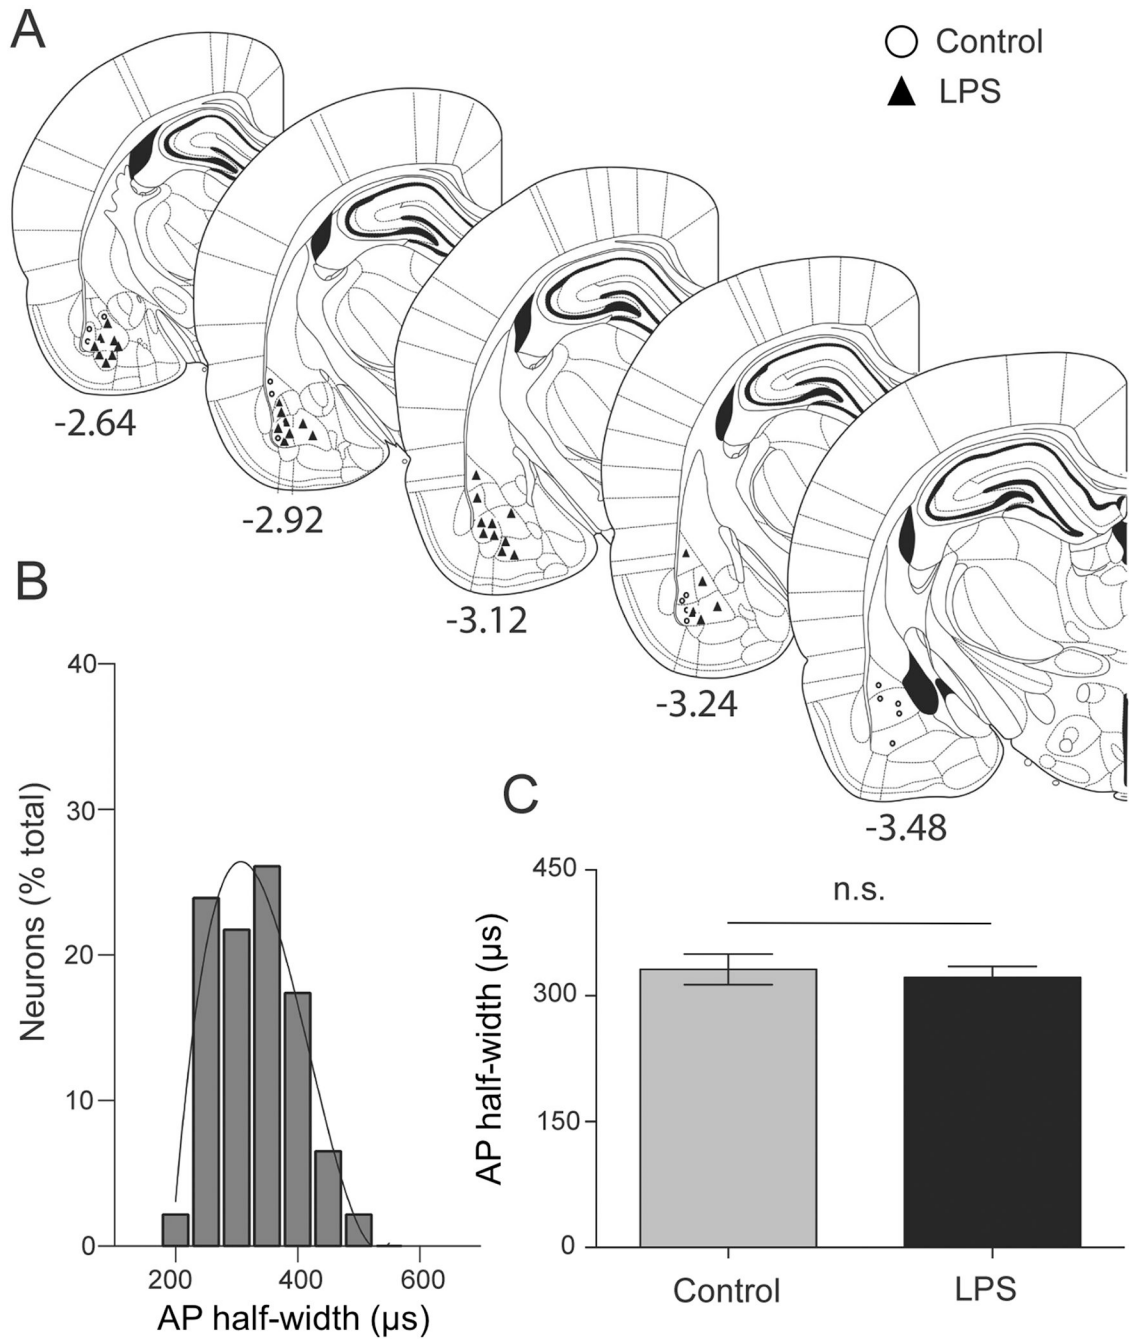 A
Control
LPS
-2.64
-2.92
-3.12
-3.24
-3.48
B
40
30
20
10
0
Neurons (% total)
200 400 600
AP half-width (µs)
C
450
300
150
0
AP half-width (µs)
n.s.
Control LPS